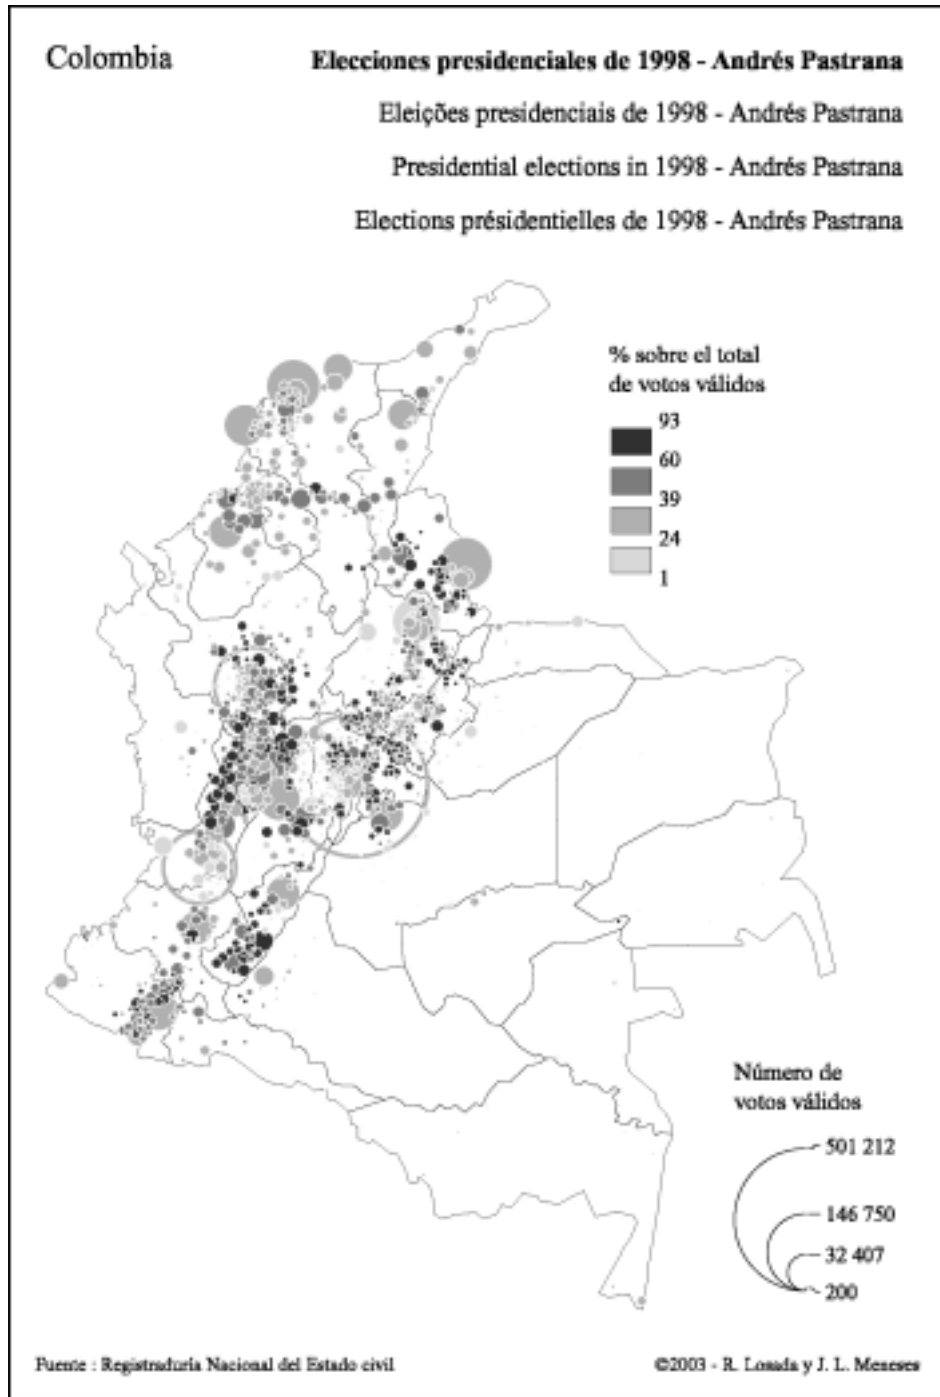 Colombia
Elecciones presidenciales de 1998 - Andrés Pastrana
Eleições presidenciais de 1998 - Andrés Pastrana
Presidential elections in 1998 - Andrés Pastrana
Elections présidentielles de 1998 - Andrés Pastrana
% sobre el total
de votos válidos
93
60
39
24
1
Número de
votos válidos
501 212
146 750
32 407
200
Fuente : Registraduría Nacional del Estado civil
©2003 - R. Losada y J. L. Meneses